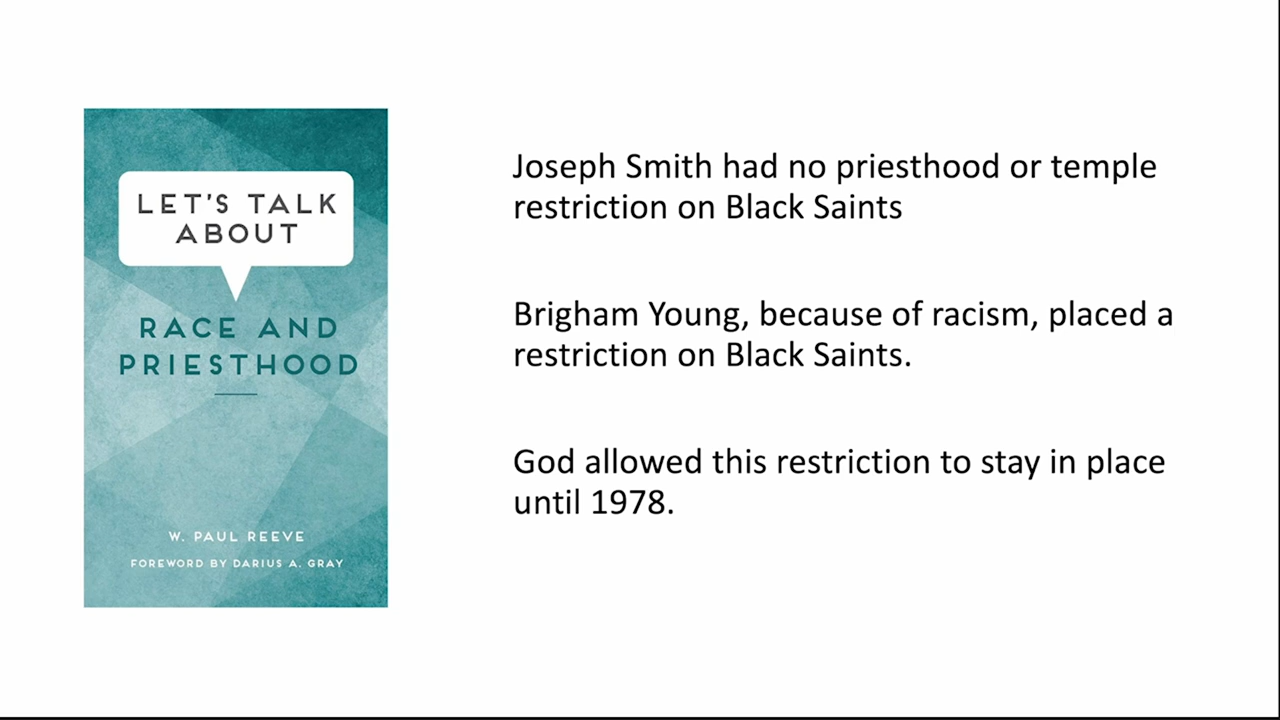 LET'S TALK
ABOUT
RACE AND
PRIESTHOOD
W. PAUL REEVE
FOREWORD BY DARIUS A. GRAY
Joseph Smith had no priesthood or temple
restriction on Black Saints
Brigham Young, because of racism, placed a
restriction on Black Saints.
God allowed this restriction to stay in place
until 1978.